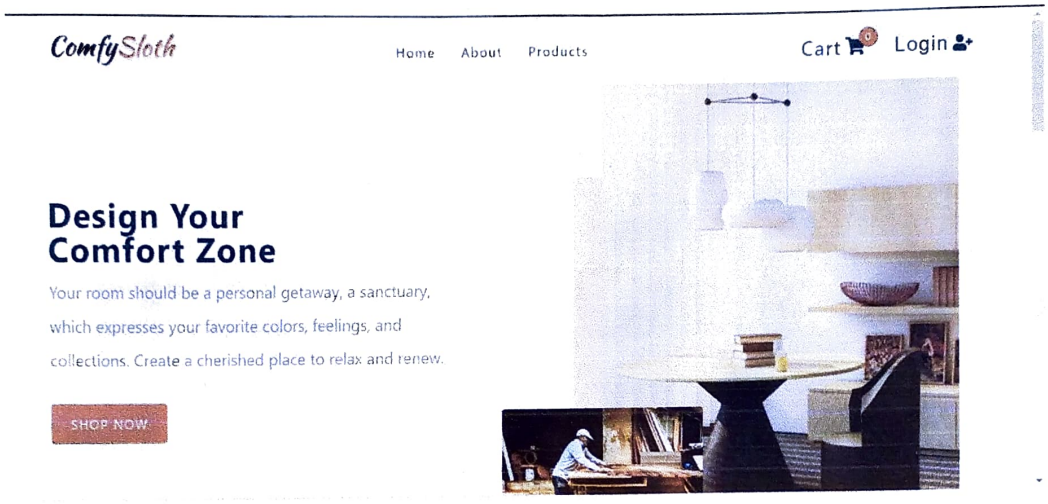 ComfySloth
Home About Products
Cart 0 Login
Design Your
Comfort Zone
Your room should be a personal getaway, a sanctuary,
which expresses your favorite colors, feelings, and
collections. Create a cherished place to relax and renew.
SHOP NOW